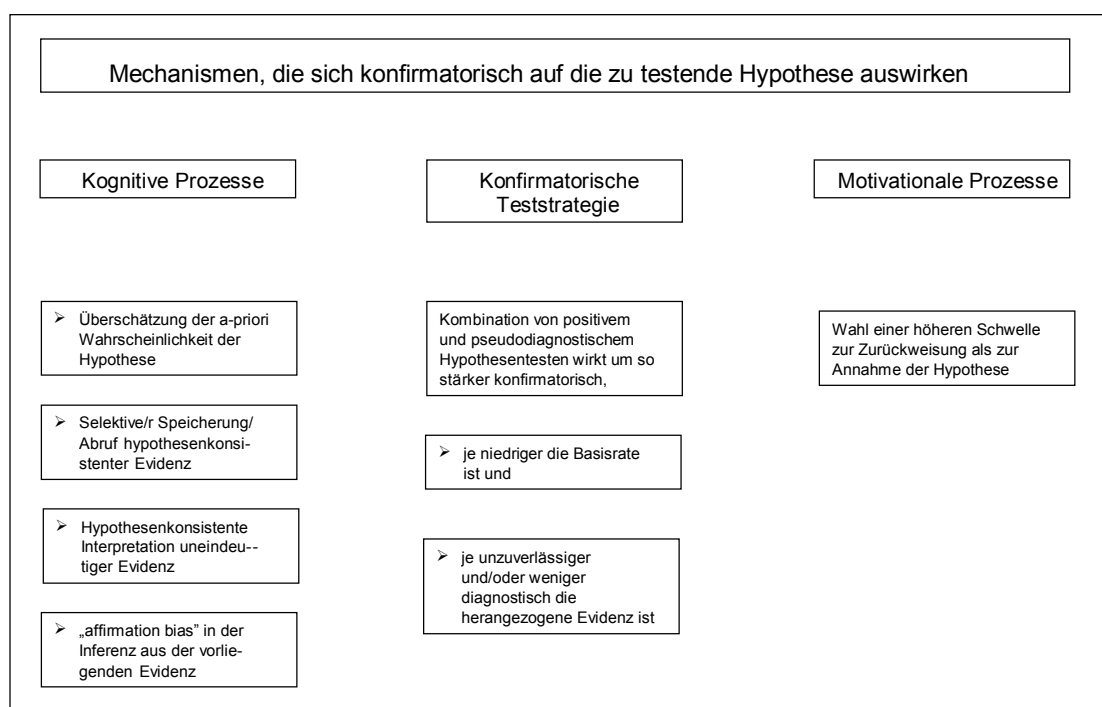 Mechanismen, die sich konfirmatorisch auf die zu testende Hypothese auswirken
Kognitive Prozesse
➢ Überschätzung der a-priori
Wahrscheinlichkeit der
Hypothese
➢ Selektive/r Speicherung/
Abruf hypothesenkonsi-
stenter Evidenz
➢ Hypothesenkonsistente
Interpretation uneindeu--
tiger Evidenz
➢ „affirmation bias” in der
Inferenz aus der vorlie-
genden Evidenz
Konfirmatorische
Teststrategie
Kombination von positivem
und pseudodiagnostischem
Hypothesentesten wirkt um so
stärker konfirmatorisch,
➢ je niedriger die Basisrate
ist und
➢ je unzuverlässiger
und/oder weniger
diagnostisch die
herangezogene Evidenz ist
Motivationale Prozesse
Wahl einer höheren Schwelle
zur Zurückweisung als zur
Annahme der Hypothese